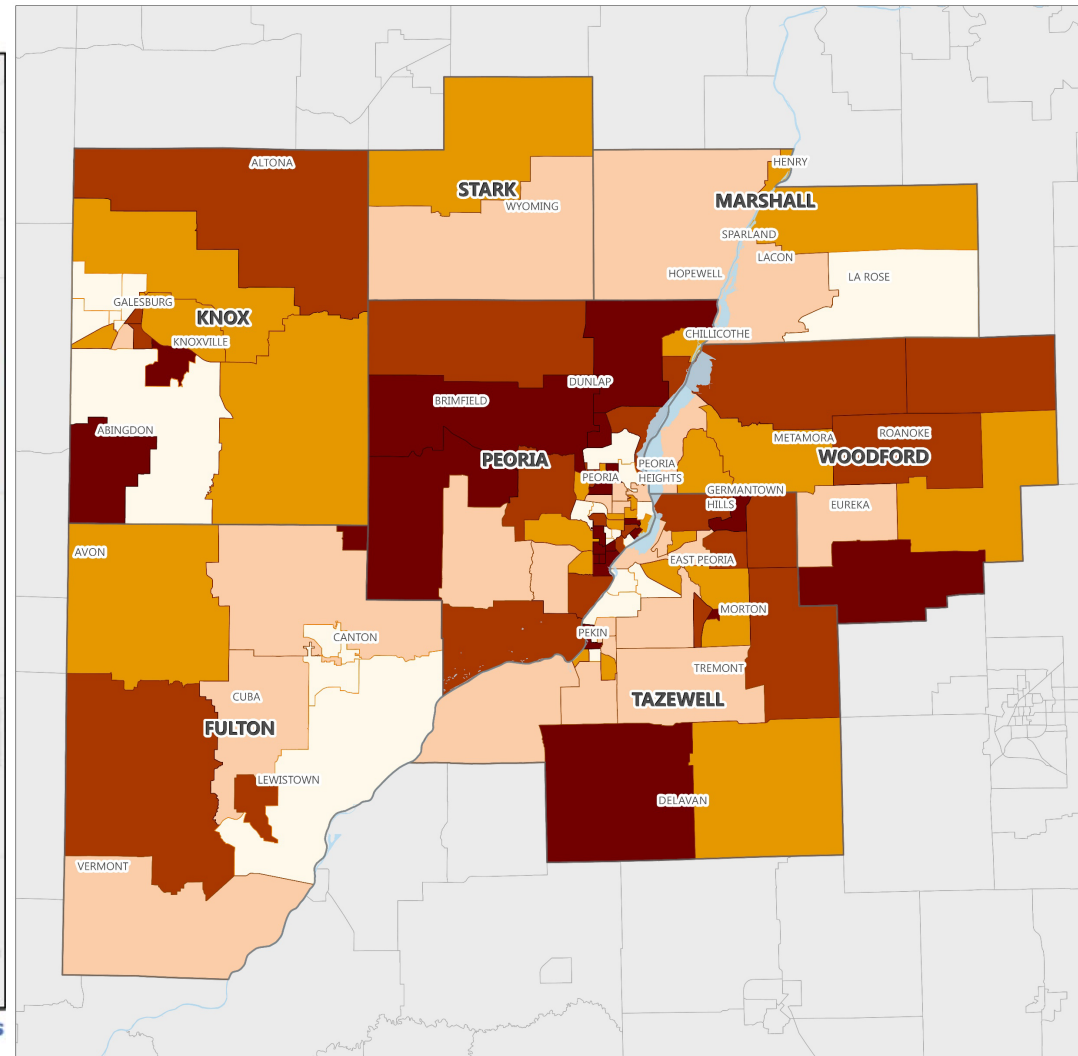 ALTONA
HENRY
STARK
WYOMING
MARSHALL
SPARLAND
LACON
HOPEWELL
LA ROSE
GALESBURG
KNOX
KNOXVILLE
CHILLICOTHE
DUNLAP
BRIMFIELD
ABINGDON
ROANOKE
METAMORA
WOODFORD
PEORIA
PEORIA
HEIGHTS
PEORIA
GERMANTOWN
HILLS
EUREKA
AVON
EAST PEORIA
MORTON
PEKIN
CANTON
TREMONT
CUBA
TAZEWELL
FULTON
LEWISTOWN
DELAVAN
VERMONT